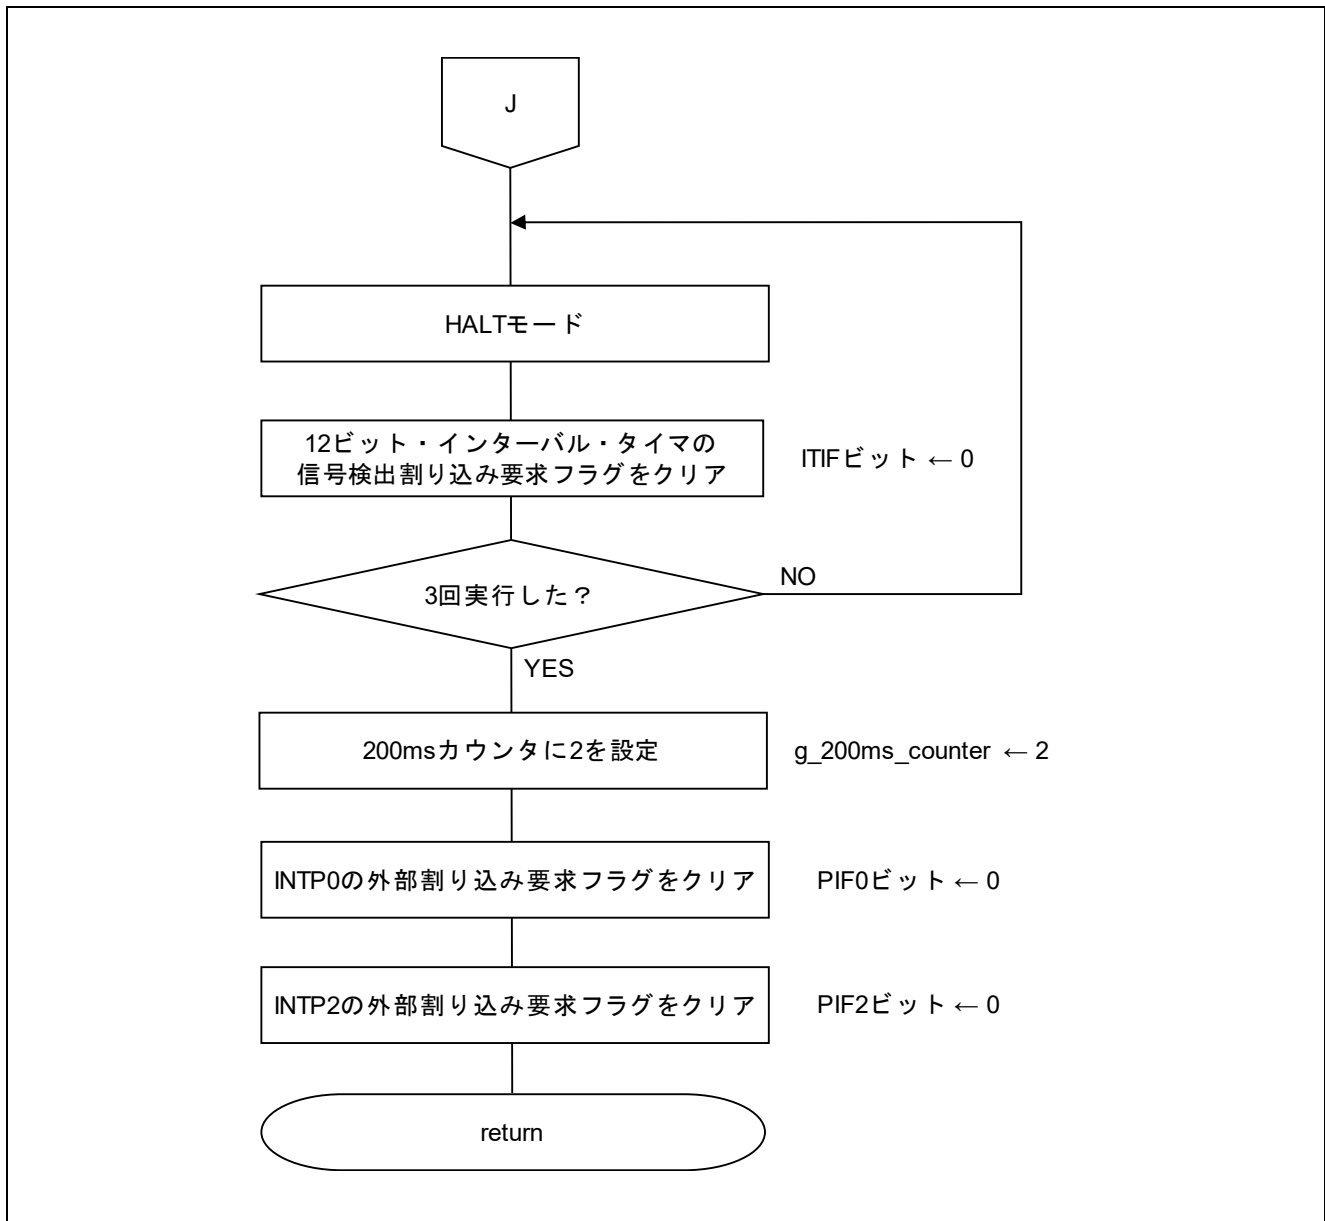 J
HALTモード
12ビット・インターバル・タイマの
信号検出割り込み要求フラグをクリア
ITIFビット ← 0
3回実行した？
NO
YES
200msカウンタに2を設定
g_200ms_counter ← 2
INTP0の外部割り込み要求フラグをクリア
PIF0ビット ← 0
INTP2の外部割り込み要求フラグをクリア
PIF2ビット ← 0
return